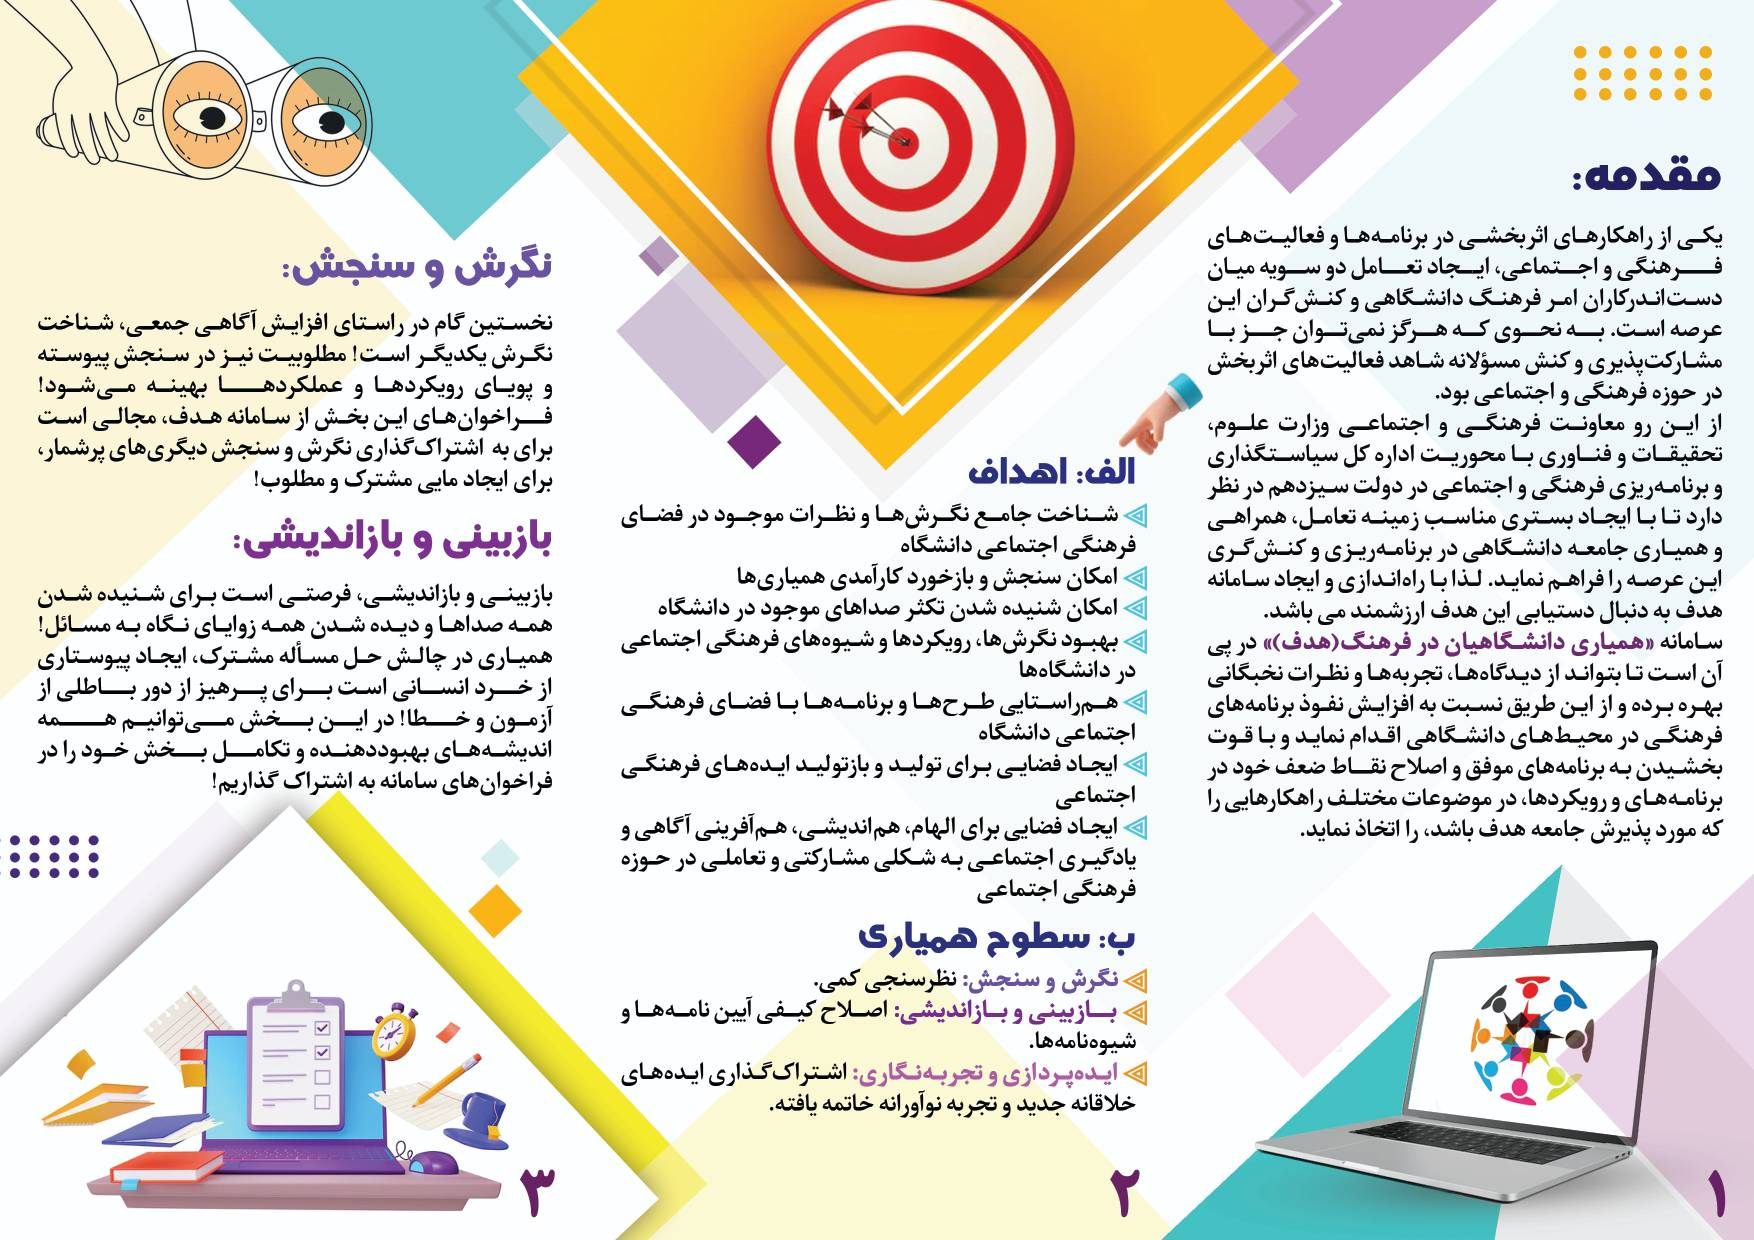 مقدمه:
یکی از راهکارهای اثربخشی در برنامه‌ها و فعالیت‌های
فرهنگی و اجتماعی، ایجاد تعامل دو سویه میان
دست‌اندرکاران امر فرهنگ دانشگاهی و کنش‌گران این
عرصه است. به نحوی که هرگز نمی‌توان جز با
مشارکت‌پذیری و کنش مسؤلانه شاهد فعالیت‌های اثربخش
در حوزه فرهنگی و اجتماعی بود.
از این رو معاونت فرهنگی و اجتماعی وزارت علوم،
تحقیقات و فناوری با محوریت اداره کل سیاستگذاری
و برنامه‌ریزی فرهنگی و اجتماعی در دولت سیزدهم در نظر
دارد تا با ایجاد بستری مناسب زمینه تعامل، همراهی
و همیاری جامعه دانشگاهی در برنامه‌ریزی و کنش‌گری
این عرصه را فراهم نماید. لذا با راه‌اندازی و ایجاد سامانه
هدف به دنبال دستیابی این هدف ارزشمند می باشد.
سامانه «همیاری دانشگاهیان در فرهنگ(هدف)» در پی
آن است تا بتواند از دیدگاه‌ها، تجربه‌ها و نظرات نخبگانی
بهره برده و از این طریق نسبت به افزایش نفوذ برنامه‌های
فرهنگی در محیط‌های دانشگاهی اقدام نماید و با قوت
بخشیدن به برنامه‌های موفق و اصلاح نقاط ضعف خود در
برنامه‌های و رویکردها، در موضوعات مختلف راهکارهایی را
که مورد پذیرش جامعه هدف باشد، را اتخاذ نماید.
۱
الف: اهداف
شناخت جامع نگرش‌ها و نظرات موجود در فضای
فرهنگی اجتماعی دانشگاه
امکان سنجش و بازخورد کارآمدی همیاری‌ها
امکان شنیده شدن تکثر صداهای موجود در دانشگاه
بهبود نگرش‌ها، رویکردها و شیوه‌های فرهنگی اجتماعی
در دانشگاه‌ها
هم‌راستایی طرح‌ها و برنامه‌ها با فضای فرهنگی
اجتماعی دانشگاه
ایجاد فضایی برای تولید و بازتولید ایده‌های فرهنگی
اجتماعی
ایجاد فضایی برای الهام، هم‌اندیشی، هم‌آفرینی آگاهی و
یادگیری اجتماعی به شکلی مشارکتی و تعاملی در حوزه
فرهنگی اجتماعی
ب: سطوح همیاری
نگرش و سنجش: نظرسنجی کمی.
بازبینی و بازاندیشی: اصلاح کیفی آیین نامه‌ها و
شیوه‌نامه‌ها.
ایده‌پردازی و تجربه‌نگاری: اشتراک‌گذاری ایده‌های
خلاقانه جدید و تجربه نوآورانه خاتمه یافته.
۲
نگرش و سنجش:
نخستین گام در راستای افزایش آگاهی جمعی، شناخت
نگرش یکدیگر است! مطلوبیت نیز در سنجش پیوسته
و پویای رویکردها و عملکردها بهینه می‌شود!
فراخوان‌های این بخش از سامانه هدف، مجالی است
برای به اشتراک‌گذاری نگرش و سنجش دیگری‌های پرشمار،
برای ایجاد مایی مشترک و مطلوب!
بازبینی و بازاندیشی:
بازبینی و بازاندیشی، فرصتی است برای شنیده شدن
همه صداها و دیده شدن همه زوایای نگاه به مسائل!
همیاری در چالش حل مسأله مشترک، ایجاد پیوستاری
از خرد انسانی است برای پرهیز از دور باطلی از
آزمون و خطا! در این بخش می‌توانیم همه
اندیشه‌های بهبوددهنده و تکامل بخش خود را در
فراخوان‌های سامانه به اشتراک گذاریم!
۳